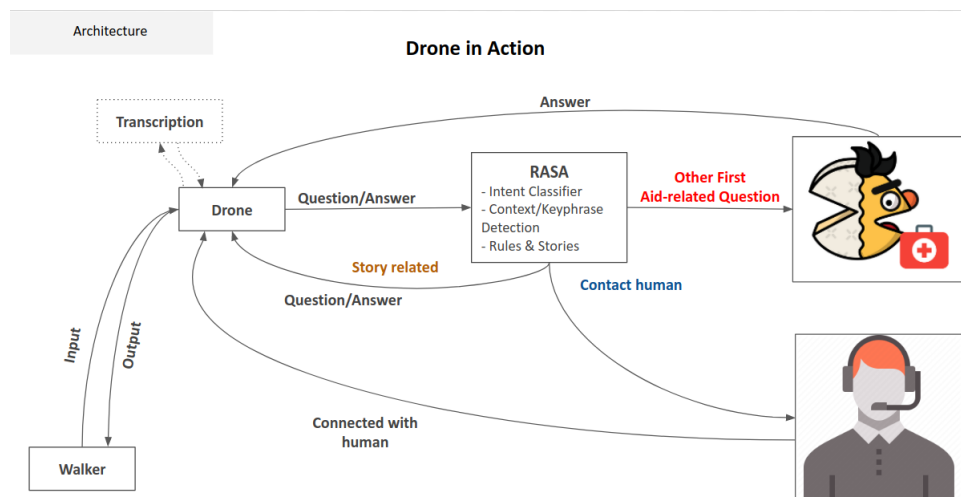 Architecture
Drone in Action
Answer
Transcription
RASA
- Intent Classifier
- Context/Keyphrase
Detection
- Rules & Stories
Other First
Aid-related Question
Question/Answer
Drone
Story related
Question/Answer
Contact human
Input
Output
Connected with
human
Walker